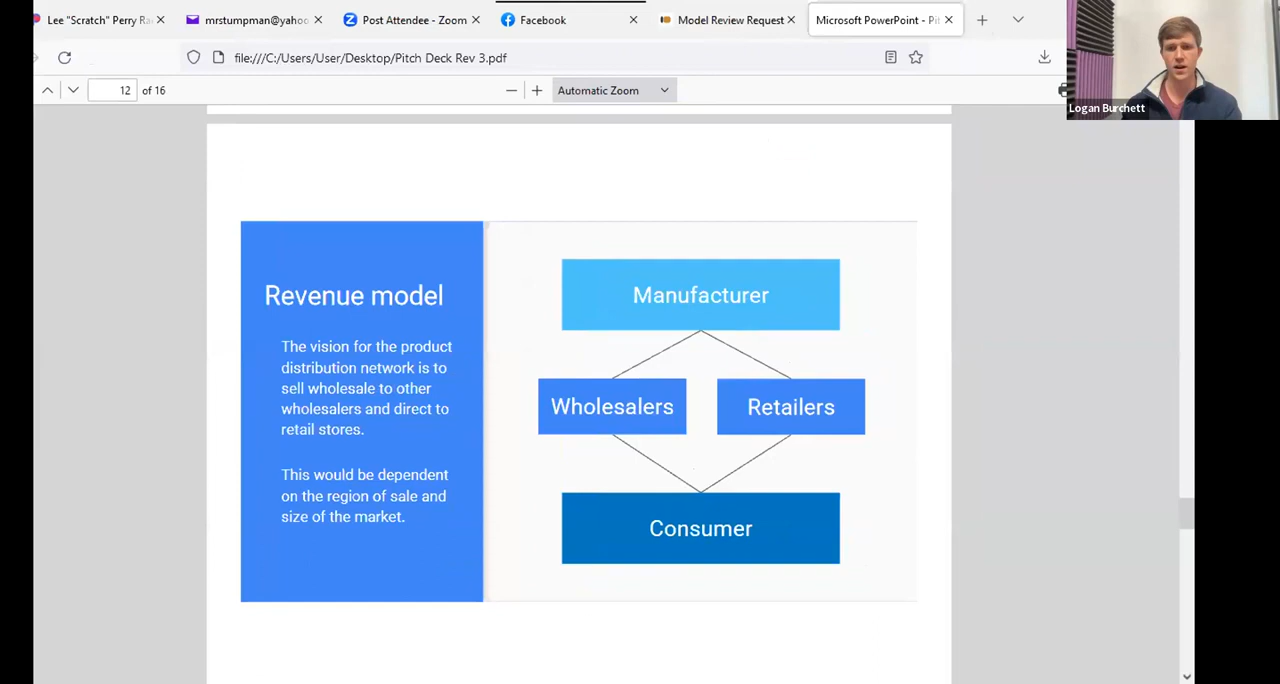 Lee "Scratch" Perry Ra
mrstumpman@yahoo
Post Attendee - Zoom
Facebook
Model Review Request
Microsoft PowerPoint - Pit
file:///C:/Users/User/Desktop/Pitch Deck Rev 3.pdf
12 of 16
Automatic Zoom
Logan Burchett
Revenue model
The vision for the product
distribution network is to
sell wholesale to other
wholesalers and direct to
retail stores.
This would be dependent
on the region of sale and
size of the market.
Manufacturer
Wholesalers
Retailers
Consumer